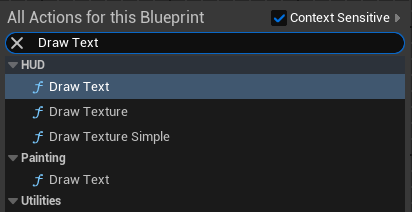 All Actions for this Blueprint Context Sensitive
Draw Text
HUD
f Draw Text
f Draw Texture
f Draw Texture Simple
Painting
f Draw Text
Utilities